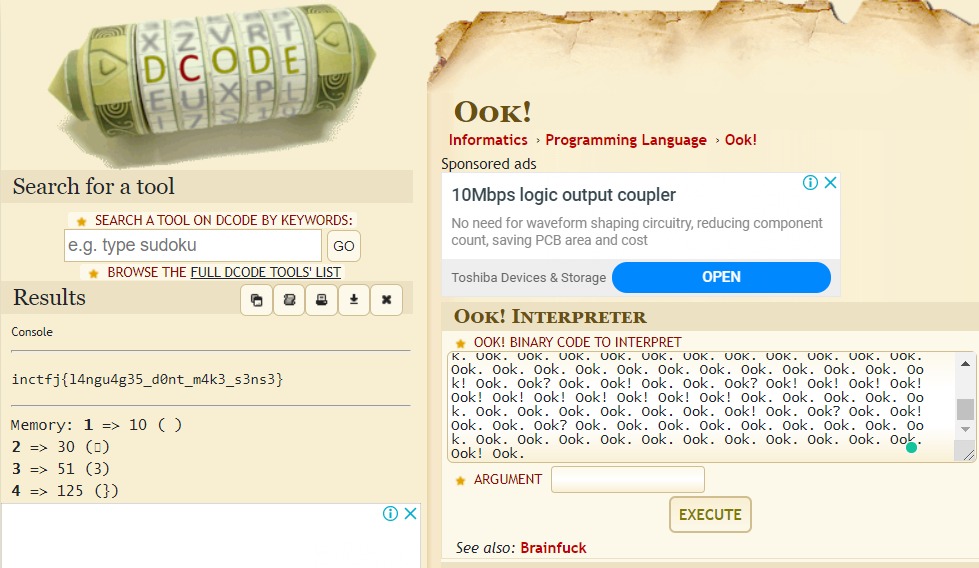 X Z V R T
D C O D E
E U X P L
Search for a tool
SEARCH A TOOL ON DCODE BY KEYWORDS:
e.g. type sudoku
GO
BROWSE THE FULL DCODE TOOLS' LIST
Results
Console
inctfj{l4ngu4g35_d0nt_m4k3_s3ns3}
Memory: 1 => 10 ( )
2 => 30 (▯)
3 => 51 (3)
4 => 125 (})
Ook!
Informatics › Programming Language › Ook!
Sponsored ads
10Mbps logic output coupler
No need for waveform shaping circuitry, reducing component
count, saving PCB area and cost
Toshiba Devices & Storage
OPEN
Ook! Interpreter
OOK! BINARY CODE TO INTERPRET
k. Ook. Ook. Ook. Ook. Ook. Ook. Ook. Ook. Ook. Ook. Ook.
Ook. Ook. Ook. Ook. Ook. Ook. Ook. Ook. Ook. Ook. Ook. Oo
k! Ook. Ook? Ook. Ook! Ook. Ook. Ook? Ook! Ook! Ook! Ook!
Ook! Ook! Ook! Ook! Ook! Ook! Ook! Ook. Ook. Ook. Ook. Oo
k. Ook. Ook. Ook. Ook. Ook. Ook. Ook! Ook. Ook? Ook. Ook!
Ook. Ook. Ook? Ook. Ook. Ook. Ook. Ook. Ook. Ook. Ook. Oo
k. Ook. Ook. Ook. Ook. Ook. Ook. Ook. Ook. Ook. Ook. Ook.
Ook! Ook.
ARGUMENT
EXECUTE
See also: Brainfuck